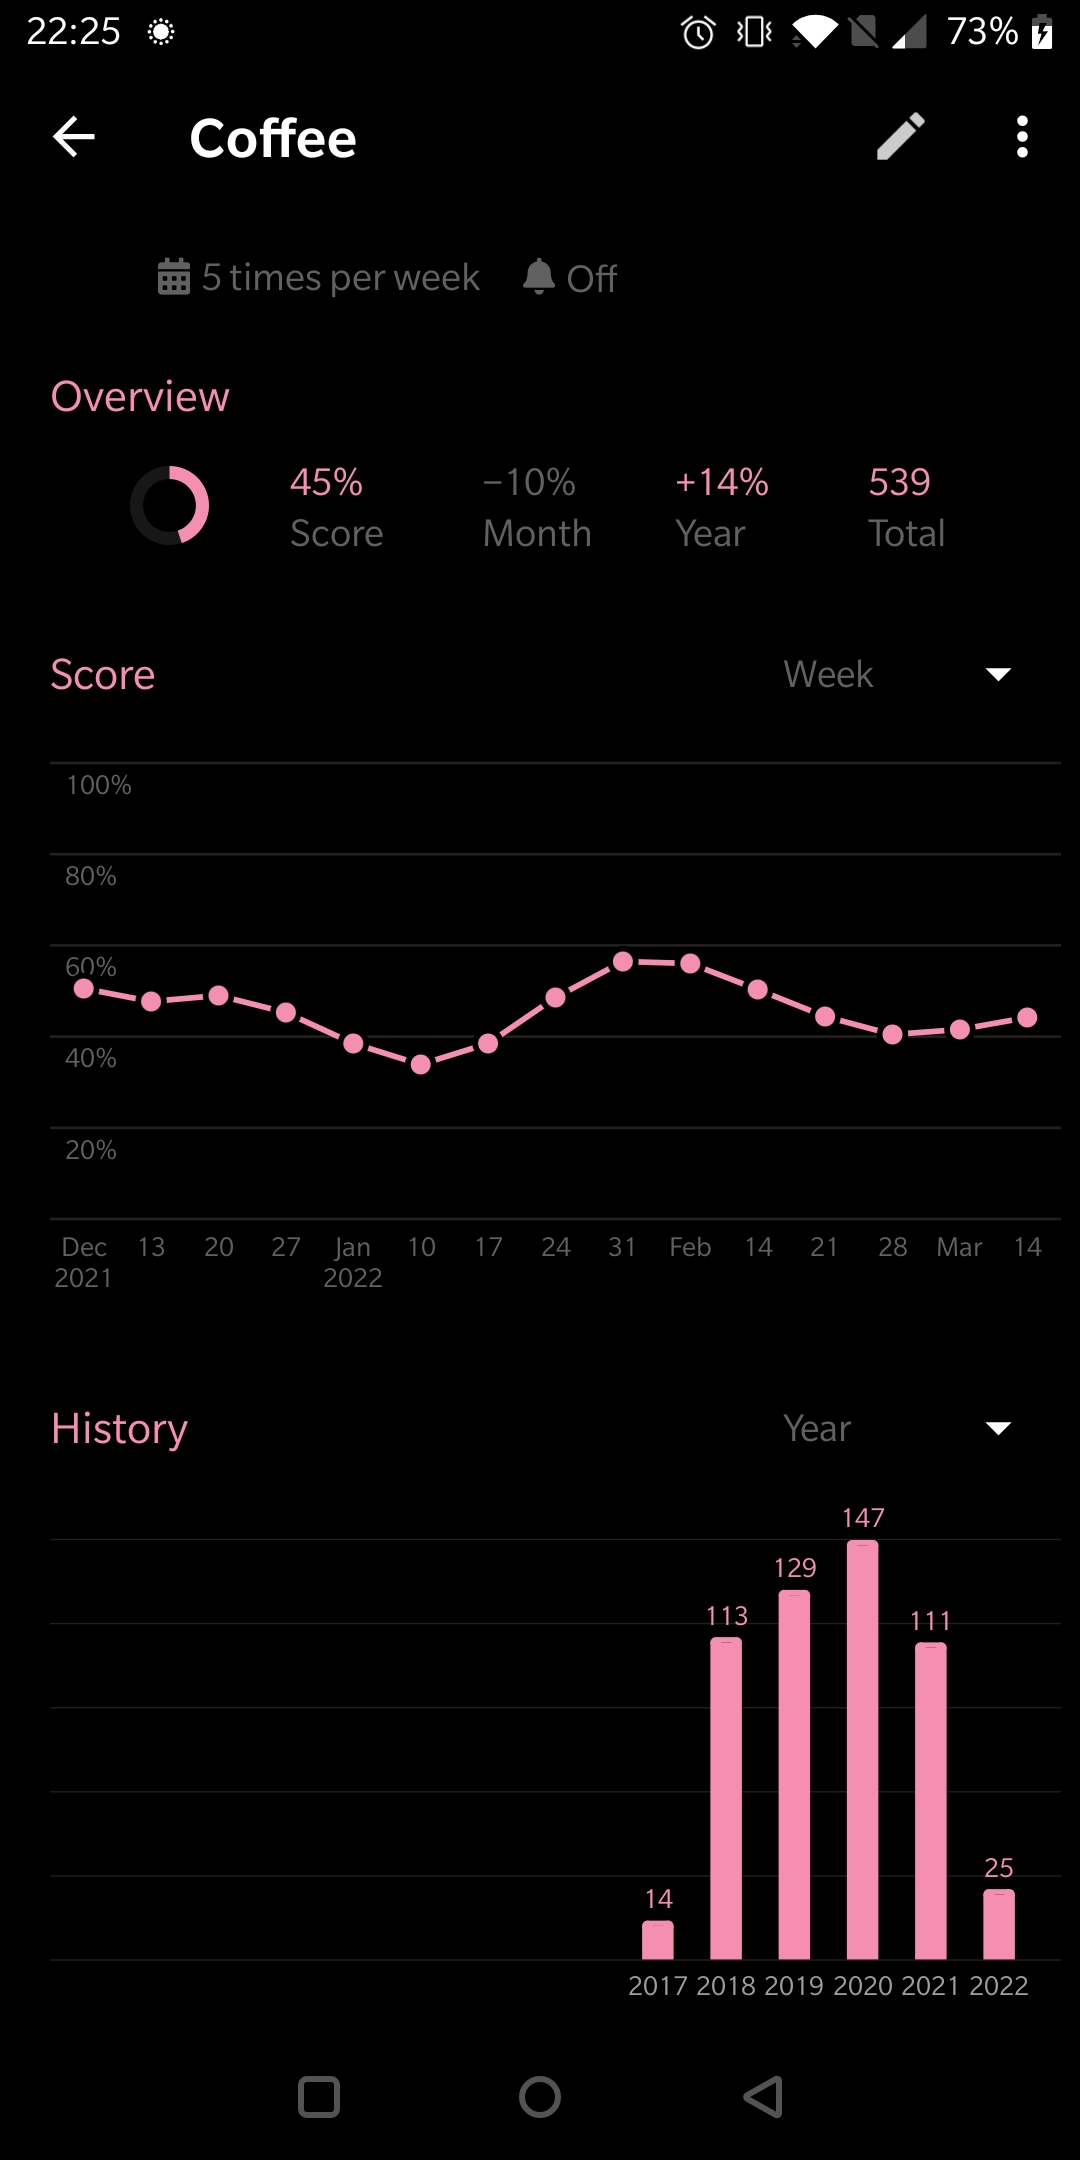 22:25 73%
Coffee
5 times per week Off
Overview
45% −10% +14% 539
Score Month Year Total
Score Week
100%
80%
60%
40%
20%
Dec 13 20 27 Jan 10 17 24 31 Feb 14 21 28 Mar 14
2021 2022
History Year
147
129
113 111
25
14
2017 2018 2019 2020 2021 2022